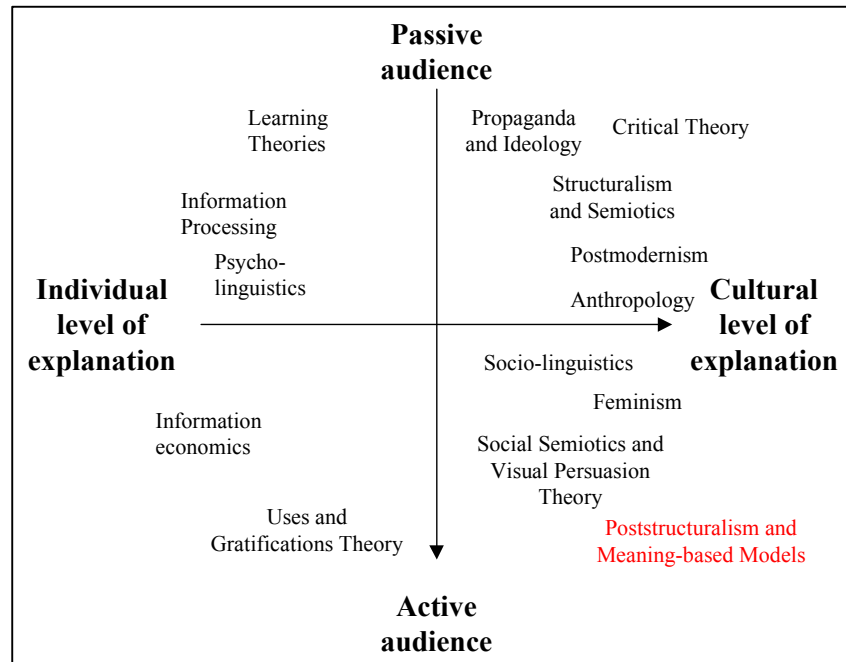 Passive
audience
Learning
Theories
Propaganda
and Ideology
Critical Theory
Structuralism
and Semiotics
Information
Processing
Postmodernism
Psycho-
linguistics
Individual
level of
explanation
Anthropology
Cultural
level of
explanation
Socio-linguistics
Feminism
Information
economics
Social Semiotics and
Visual Persuasion
Theory
Uses and
Gratifications Theory
Poststructuralism and
Meaning-based Models
Active
audience